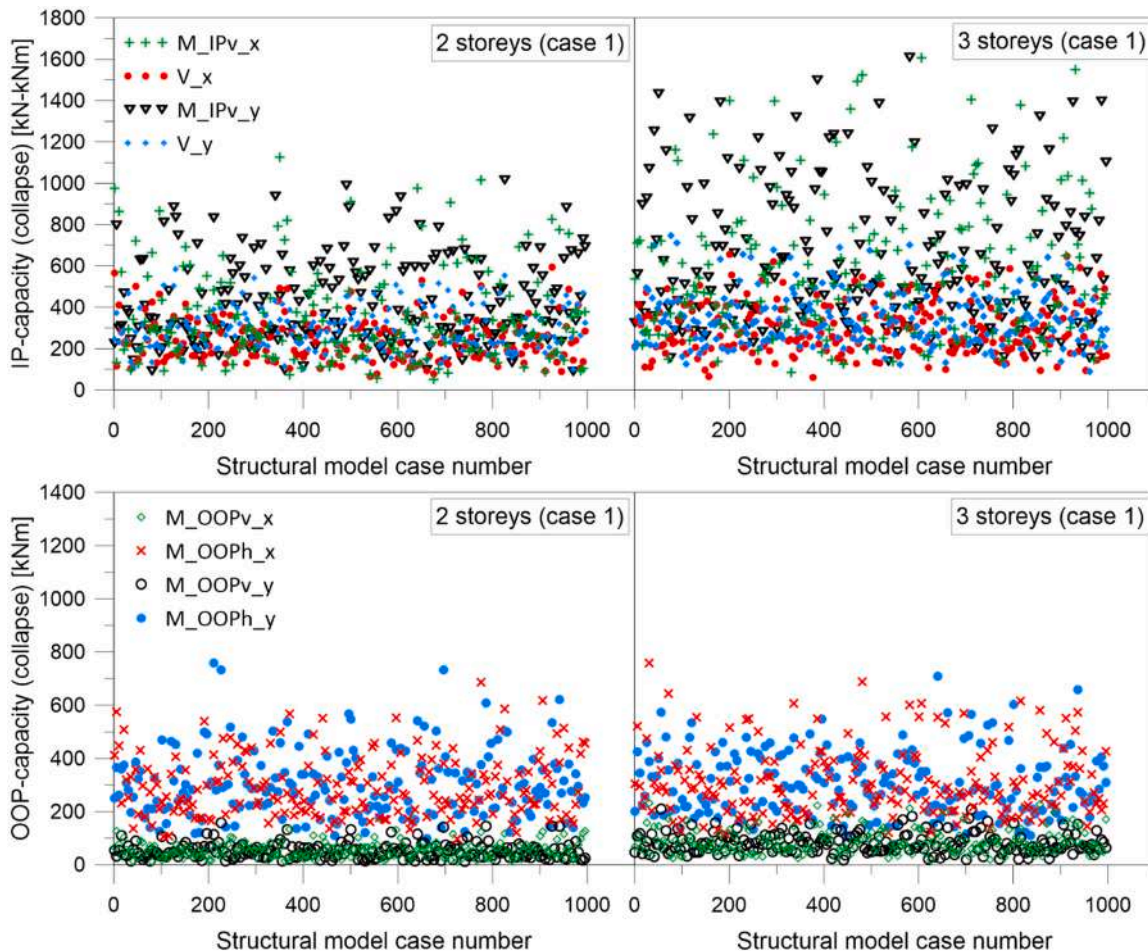 IP-capacity (collapse) [kN-kNm]
1800
1600
1400
1200
1000
800
600
400
200
0
M_IPv_x
V_x
M_IPv_y
V_y
2 storeys (case 1)
3 storeys (case 1)
0 200 400 600 800 1000
0 200 400 600 800 1000
Structural model case number
Structural model case number
OOP-capacity (collapse) [kNm]
1400
1200
1000
800
600
400
200
0
M_OOPv_x
M_OOPh_x
M_OOPv_y
M_OOPh_y
2 storeys (case 1)
3 storeys (case 1)
0 200 400 600 800 1000
0 200 400 600 800 1000
Structural model case number
Structural model case number